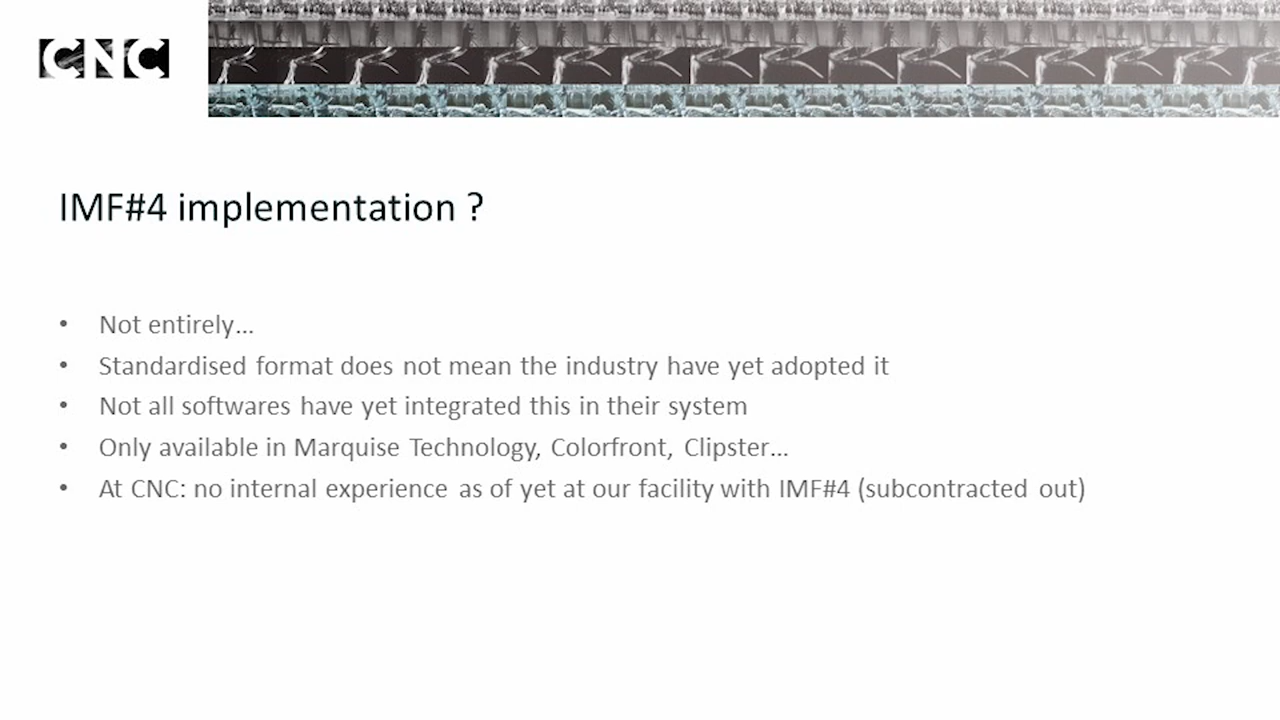 CNC
IMF#4 implementation ?
• Not entirely…
• Standardised format does not mean the industry have yet adopted it
• Not all softwares have yet integrated this in their system
• Only available in Marquise Technology, Colorfront, Clipster…
• At CNC: no internal experience as of yet at our facility with IMF#4 (subcontracted out)